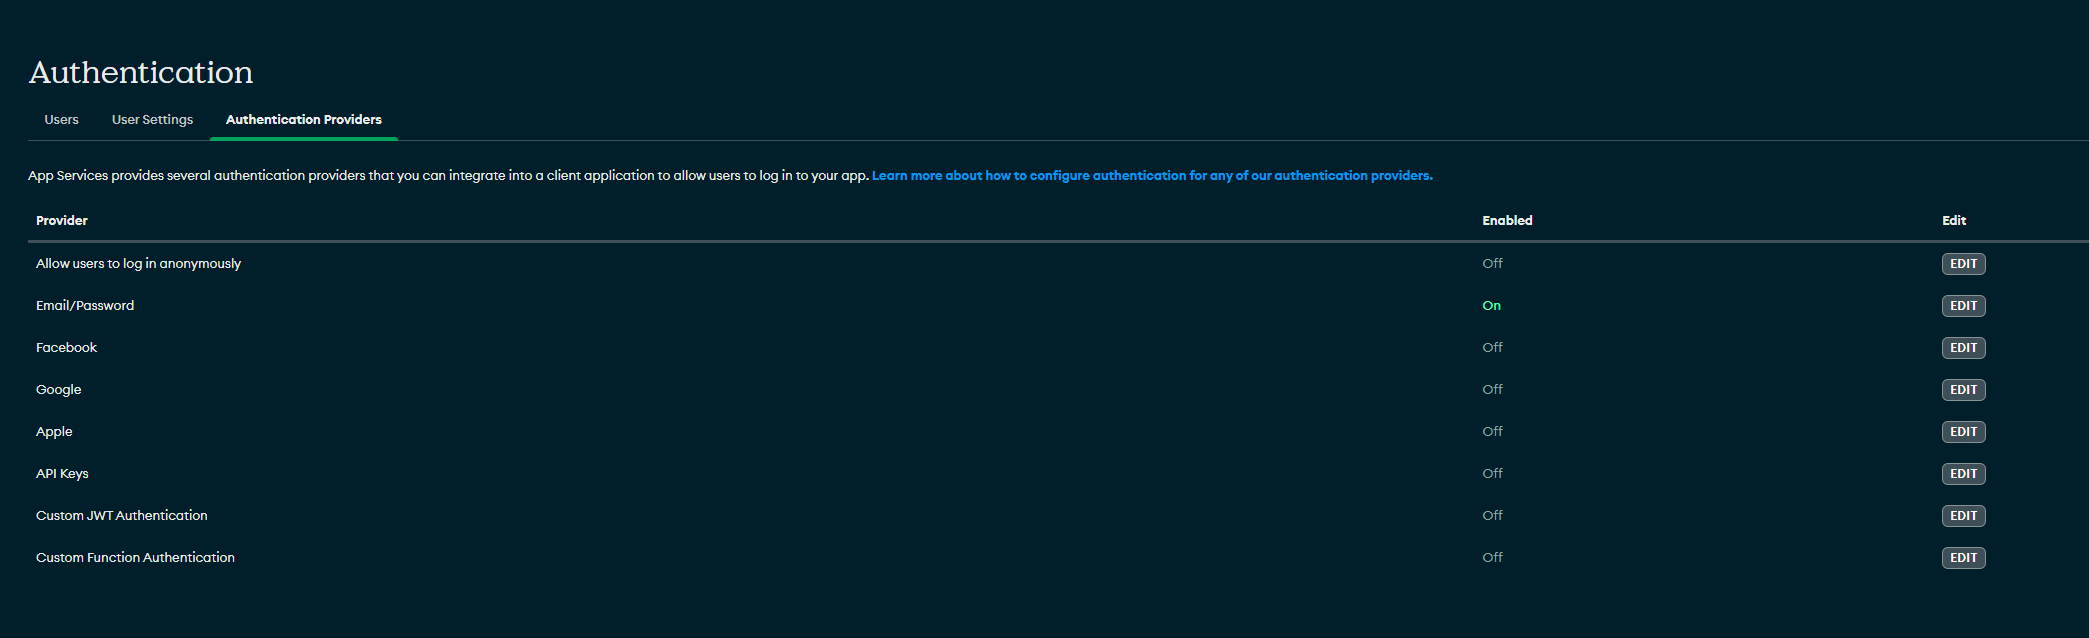 Authentication
Users User Settings Authentication Providers
App Services provides several authentication providers that you can integrate into a client application to allow users to log in to your app. Learn more about how to configure authentication for any of our authentication providers.
Provider Enabled Edit
Allow users to log in anonymously Off EDIT
Email/Password On EDIT
Facebook Off EDIT
Google Off EDIT
Apple Off EDIT
API Keys Off EDIT
Custom JWT Authentication Off EDIT
Custom Function Authentication Off EDIT